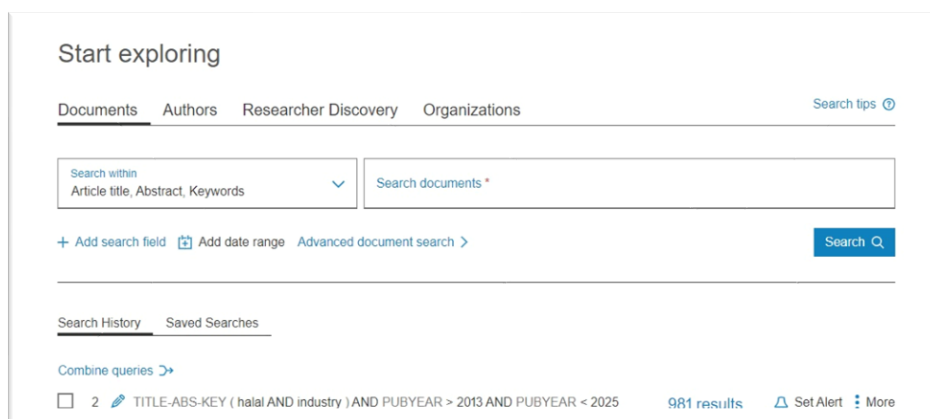 Start exploring
Documents Authors Researcher Discovery Organizations Search tips
Search within
Article title, Abstract, Keywords
Search documents *
+ Add search field Add date range Advanced document search >
Search
Search History Saved Searches
Combine queries
2 TITLE-ABS-KEY ( halal AND industry ) AND PUBYEAR > 2013 AND PUBYEAR < 2025 981 results Set Alert More